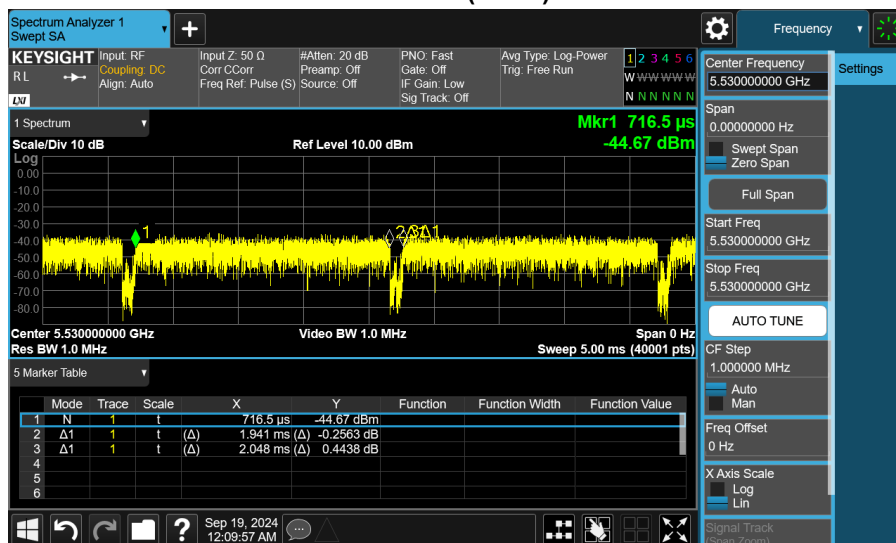 Spectrum Analyzer 1
Swept SA
Frequency
KEYSIGHT
R L
LXI
Input: RF
Coupling: DC
Align: Auto
Input Z: 50 Ω
Corr CCorr
Freq Ref: Pulse (S)
#Atten: 20 dB
Preamp: Off
Source: Off
PNO: Fast
Gate: Off
IF Gain: Low
Sig Track: Off
Avg Type: Log-Power
Trig: Free Run
1 2 3 4 5 6
W W W W W W
N N N N N N
Center Frequency
5.530000000 GHz
Settings
Span
0.00000000 Hz
Swept Span
Zero Span
Full Span
Start Freq
5.530000000 GHz
Stop Freq
5.530000000 GHz
AUTO TUNE
CF Step
1.000000 MHz
Auto
Man
Freq Offset
0 Hz
X Axis Scale
Log
Lin
Signal Track
(Span Zoom)
1 Spectrum
Mkr1 716.5 µs
-44.67 dBm
Scale/Div 10 dB
Ref Level 10.00 dBm
Log
0.00
-10.0
-20.0
-30.0
-40.0
-50.0
-60.0
-70.0
-80.0
1
Center 5.530000000 GHz
Video BW 1.0 MHz
Span 0 Hz
Res BW 1.0 MHz
Sweep 5.00 ms (40001 pts)
5 Marker Table
Mode Trace Scale X Y Function Function Width Function Value
1 N 1 t 716.5 µs -44.67 dBm
2 Δ1 1 t (Δ) 1.941 ms (Δ) -0.2563 dB
3 Δ1 1 t (Δ) 2.048 ms (Δ) 0.4438 dB
4
5
6
?
Sep 19, 2024
12:09:57 AM